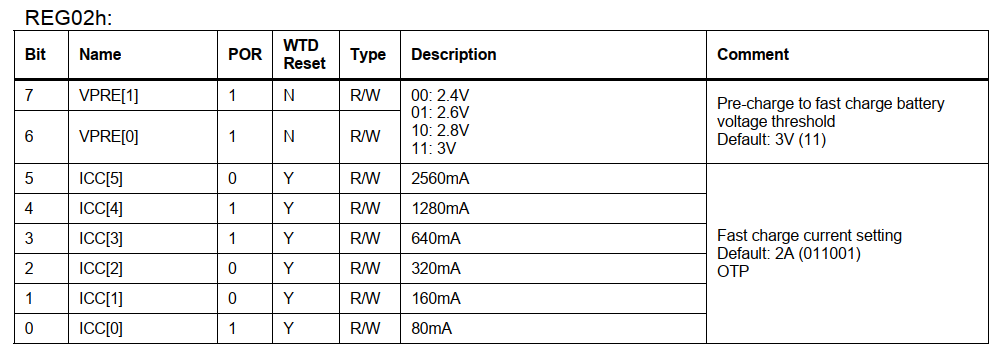 REG02h:
Bit Name POR WTD Reset Type Description Comment
7 VPRE[1] 1 N R/W 00: 2.4V
01: 2.6V
10: 2.8V
11: 3V
Pre-charge to fast charge battery
voltage threshold
Default: 3V (11)
6 VPRE[0] 1 N R/W
5 ICC[5] 0 Y R/W 2560mA
4 ICC[4] 1 Y R/W 1280mA
3 ICC[3] 1 Y R/W 640mA
2 ICC[2] 0 Y R/W 320mA
1 ICC[1] 0 Y R/W 160mA
0 ICC[0] 1 Y R/W 80mA
Fast charge current setting
Default: 2A (011001)
OTP